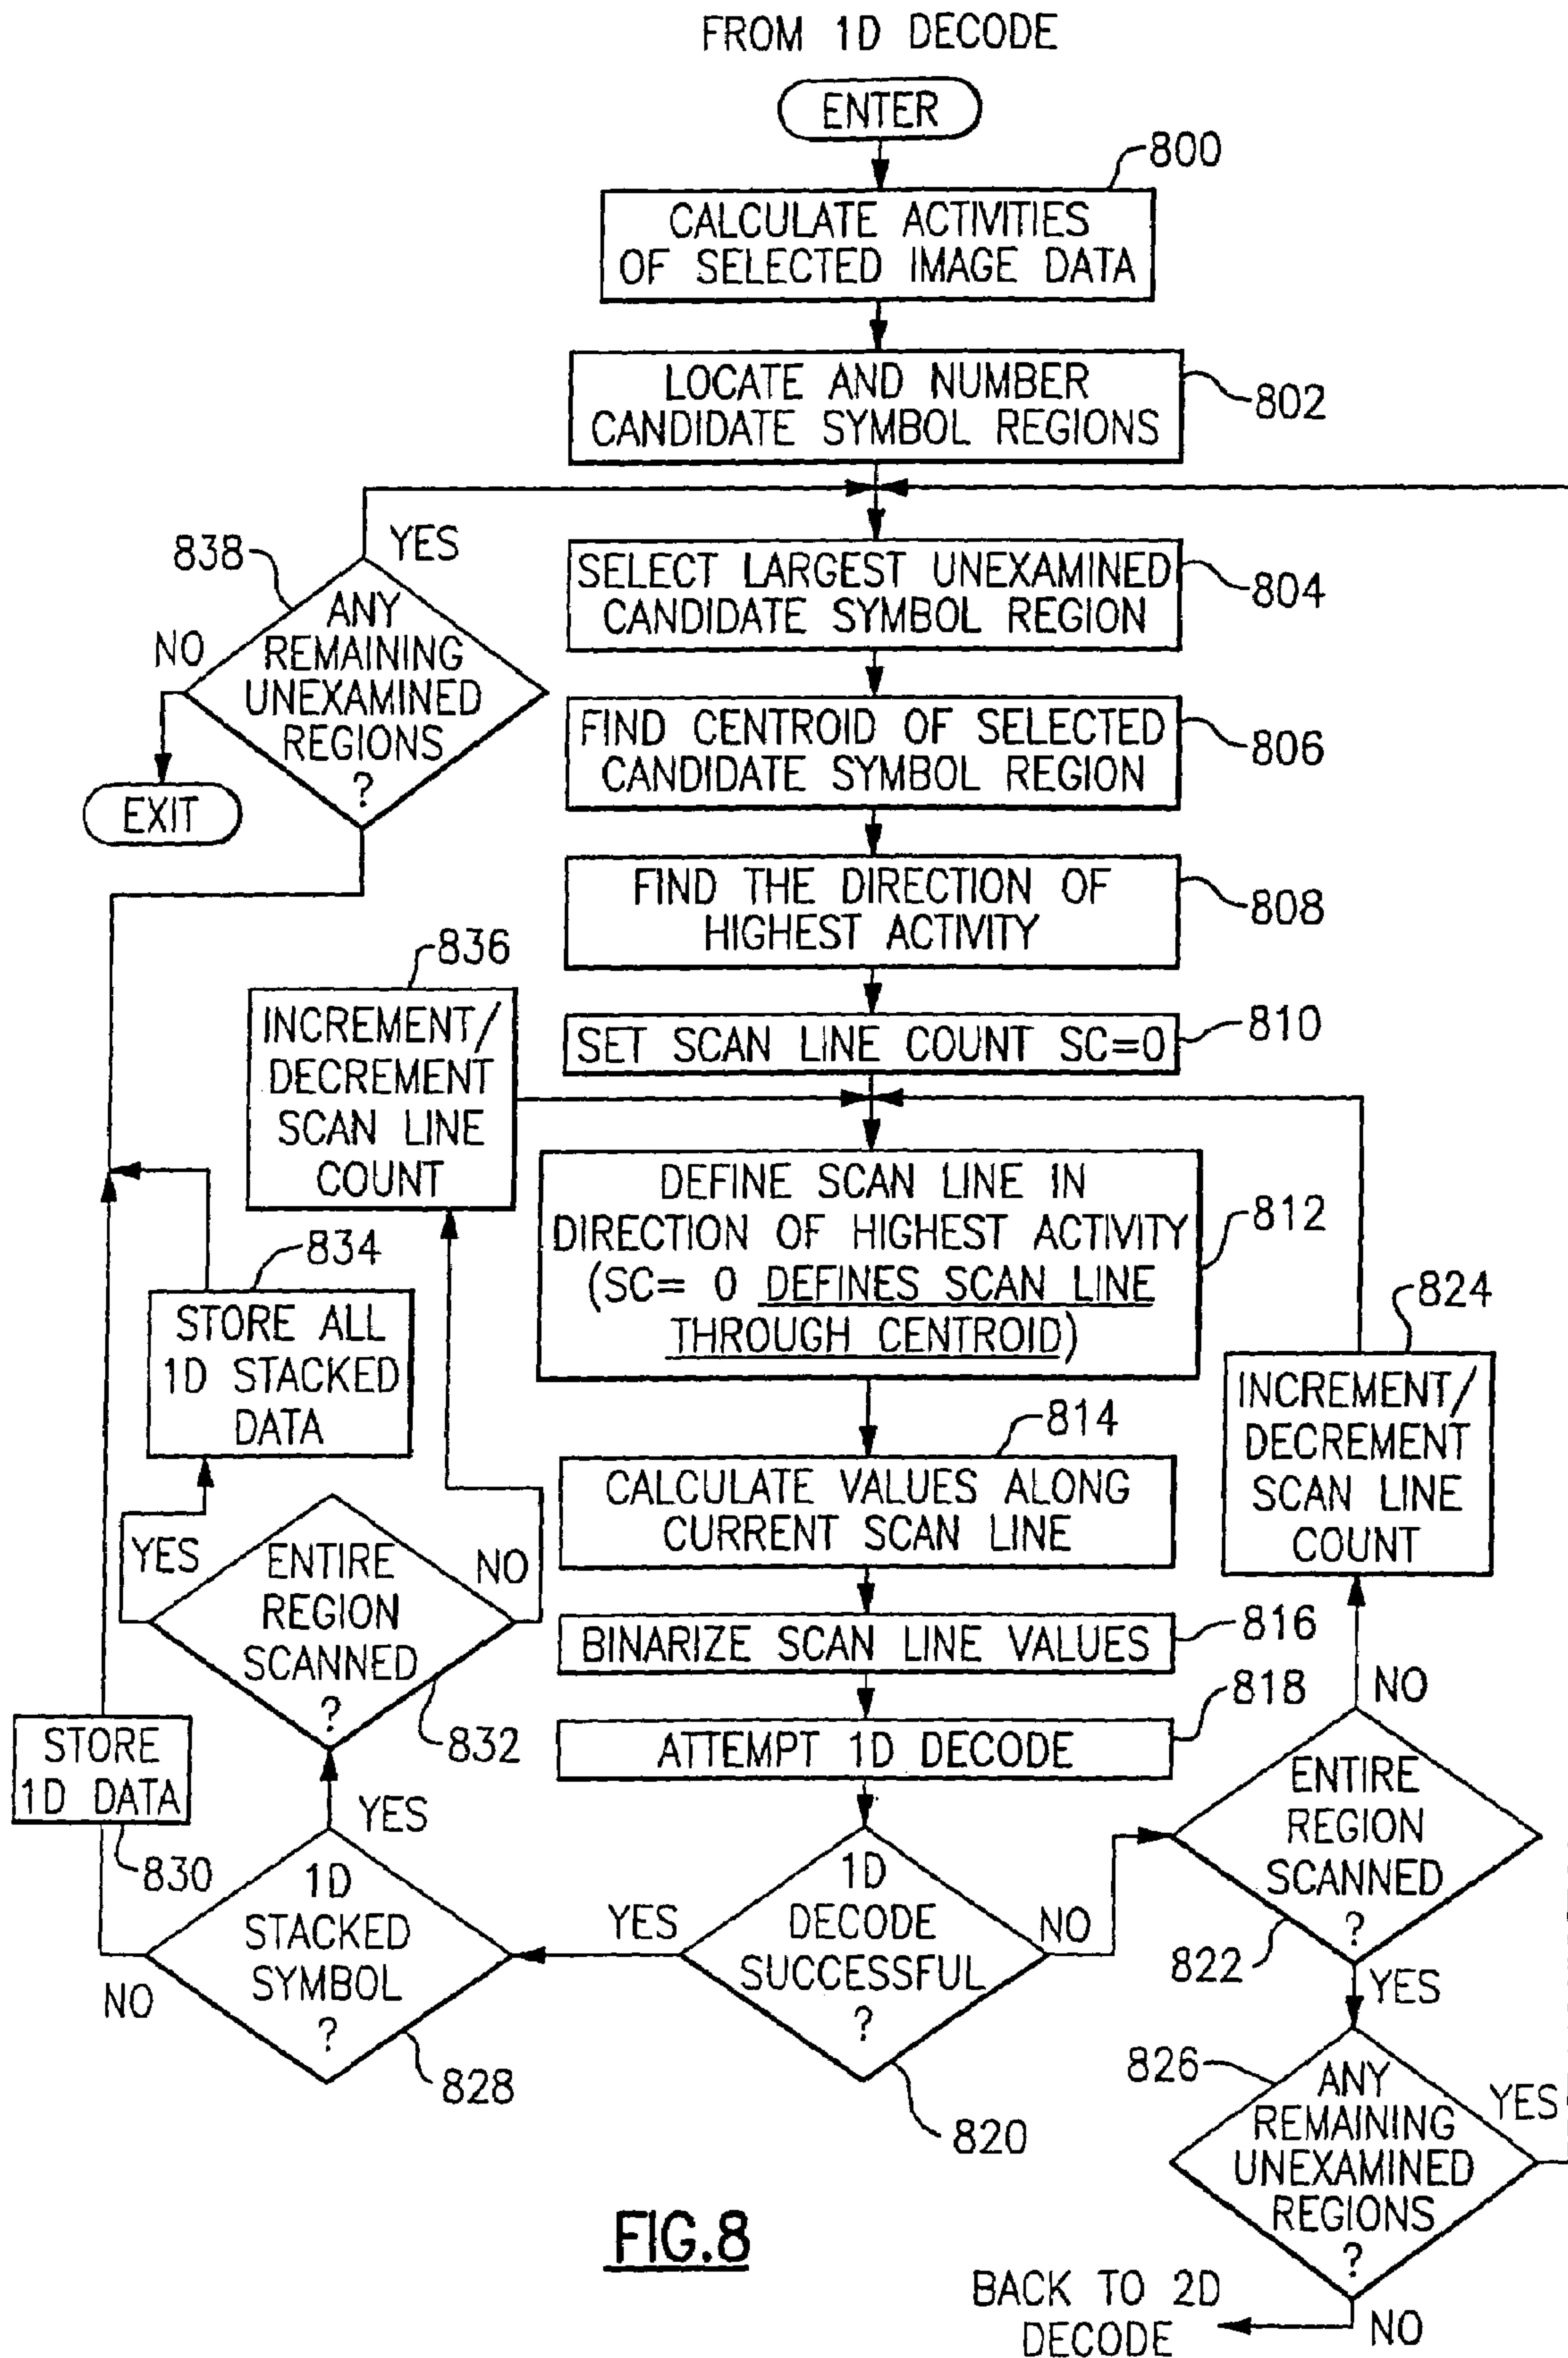 FROM 1D DECODE
ENTER
800
CALCULATE ACTIVITIES
OF SELECTED IMAGE DATA
LOCATE AND NUMBER
CANDIDATE SYMBOL REGIONS
802
838
YES
ANY
REMAINING
UNEXAMINED
REGIONS
?
NO
EXIT
SELECT LARGEST UNEXAMINED
CANDIDATE SYMBOL REGION
804
FIND CENTROID OF SELECTED
CANDIDATE SYMBOL REGION
806
FIND THE DIRECTION OF
HIGHEST ACTIVITY
808
836
INCREMENT/
DECREMENT
SCAN LINE
COUNT
SET SCAN LINE COUNT SC=0
810
DEFINE SCAN LINE IN
DIRECTION OF HIGHEST ACTIVITY
(SC= 0 DEFINES SCAN LINE
THROUGH CENTROID)
812
834
STORE ALL
1D STACKED
DATA
824
INCREMENT/
DECREMENT
SCAN LINE
COUNT
814
CALCULATE VALUES ALONG
CURRENT SCAN LINE
YES
ENTIRE
REGION
SCANNED
?
NO
832
BINARIZE SCAN LINE VALUES
816
818
ATTEMPT 1D DECODE
NO
STORE
1D DATA
830
YES
ENTIRE
REGION
SCANNED
?
822
YES
1D
STACKED
SYMBOL
?
NO
828
YES
1D
DECODE
SUCCESSFUL
?
NO
820
826
ANY
REMAINING
UNEXAMINED
REGIONS
?
YES
NO
BACK TO 2D
DECODE
FIG.8